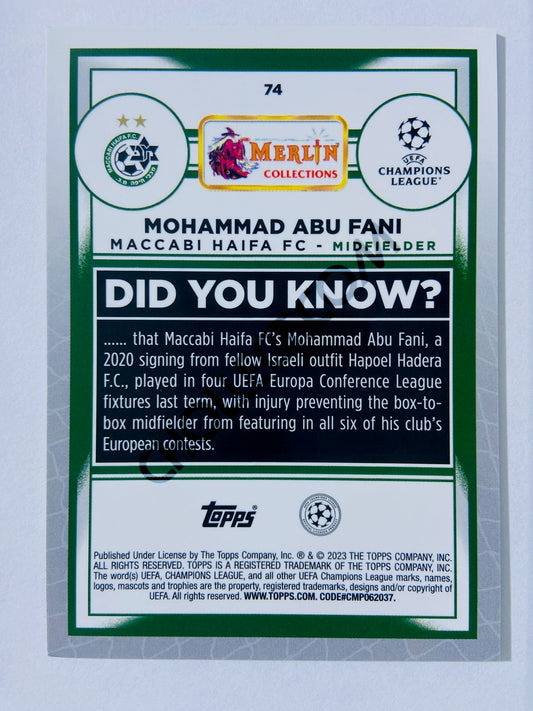 74
MACCABI HAIFA F.C.
מכבי חיפה
MERLIN
COLLECTIONS
UEFA
CHAMPIONS
LEAGUE®
MOHAMMAD ABU FANI
MACCABI HAIFA FC - MIDFIELDER
DID YOU KNOW?
...... that Maccabi Haifa FC's Mohammad Abu Fani, a
2020 signing from fellow Israeli outfit Hapoel Hadera
F.C., played in four UEFA Europa Conference League
fixtures last term, with injury preventing the box-to-
box midfielder from featuring in all six of his club's
European contests.
topps®
Published Under License by The Topps Company, Inc. ® & © 2023 THE TOPPS COMPANY, INC.
ALL RIGHTS RESERVED. TOPPS IS A REGISTERED TRADEMARK OF THE TOPPS COMPANY, INC.
The word(s) UEFA, CHAMPIONS LEAGUE, and all other UEFA Champions League marks, names,
logos, mascots and trophies are the property, registered trademarks, designs and/or copyright of
UEFA. All rights reserved. WWW.TOPPS.COM. CODE#CMP062037.